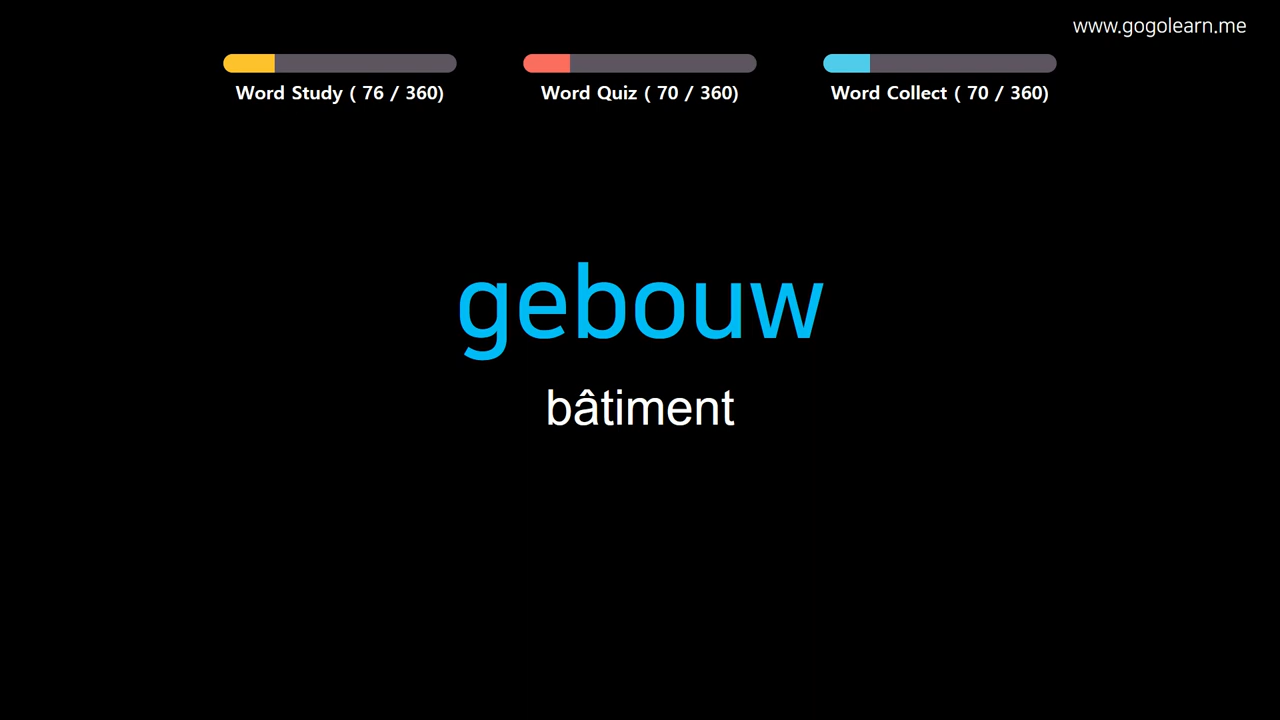 www.gogolearn.me
Word Study ( 76 / 360)
Word Quiz ( 70 / 360)
Word Collect ( 70 / 360)
gebouw
bâtiment